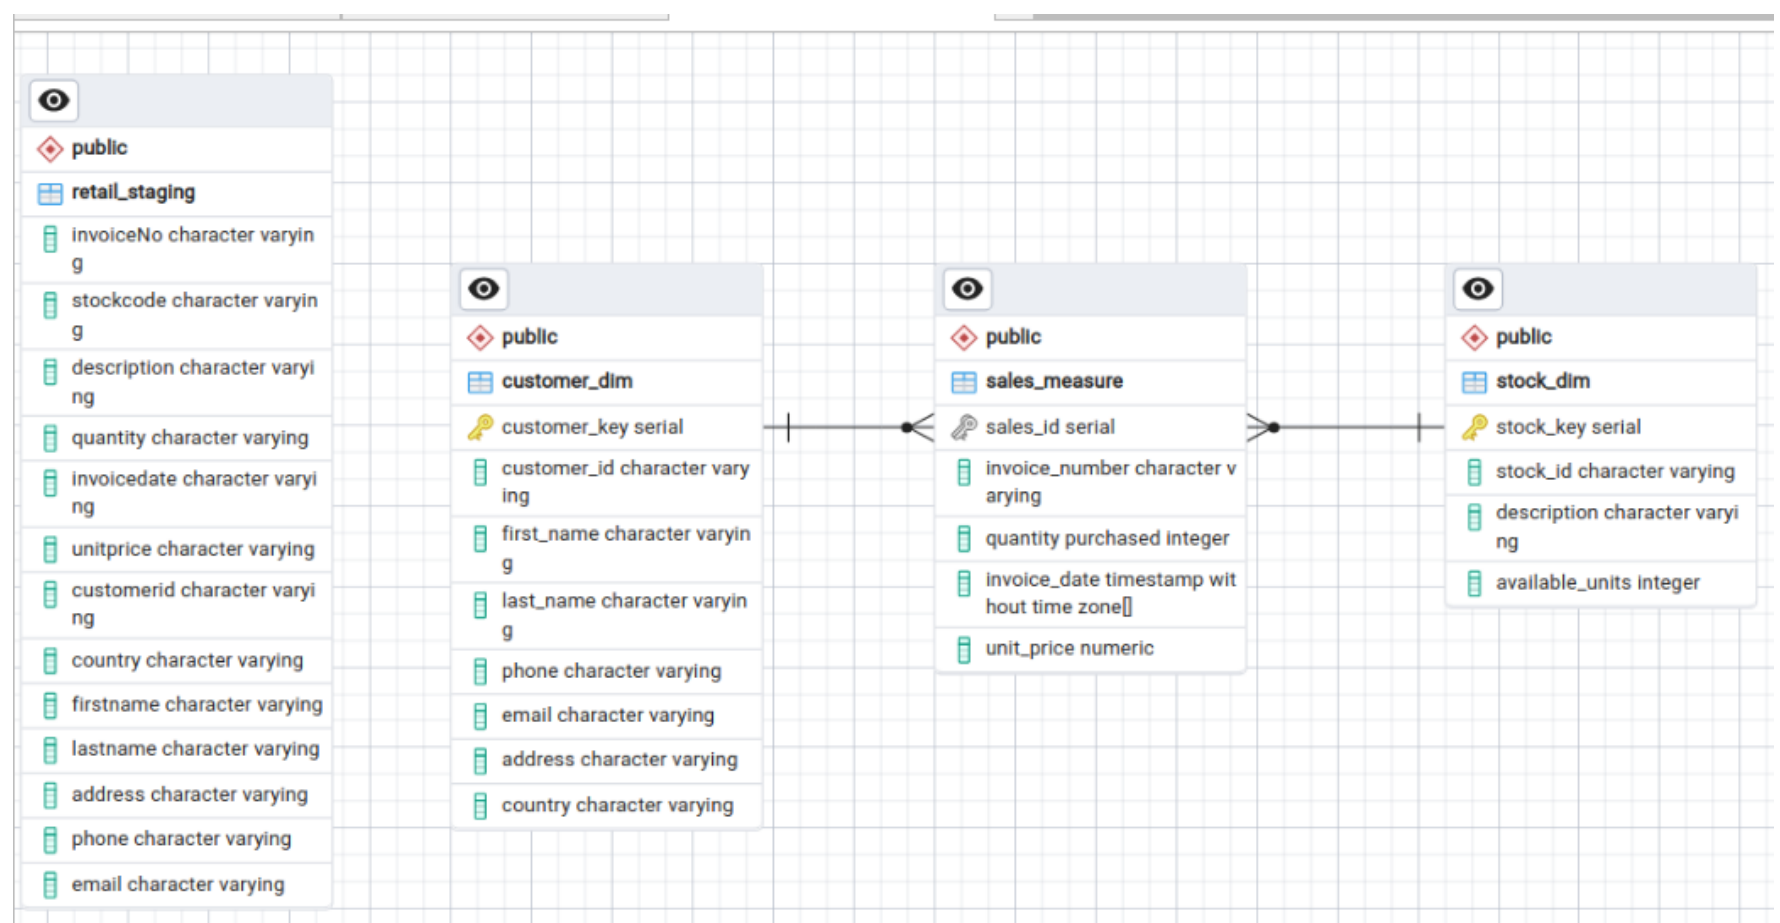 public
retail_staging
invoiceNo character varyin
g
stockcode character varyin
g
description character varyi
ng
quantity character varying
invoicedate character varyi
ng
unitprice character varying
customerid character varyi
ng
country character varying
firstname character varying
lastname character varying
address character varying
phone character varying
email character varying
public
customer_dim
customer_key serial
customer_id character vary
ing
first_name character varyin
g
last_name character varyin
g
phone character varying
email character varying
address character varying
country character varying
public
sales_measure
sales_id serial
invoice_number character v
arying
quantity purchased integer
invoice_date timestamp wit
hout time zone[]
unit_price numeric
public
stock_dim
stock_key serial
stock_id character varying
description character varyi
ng
available_units integer